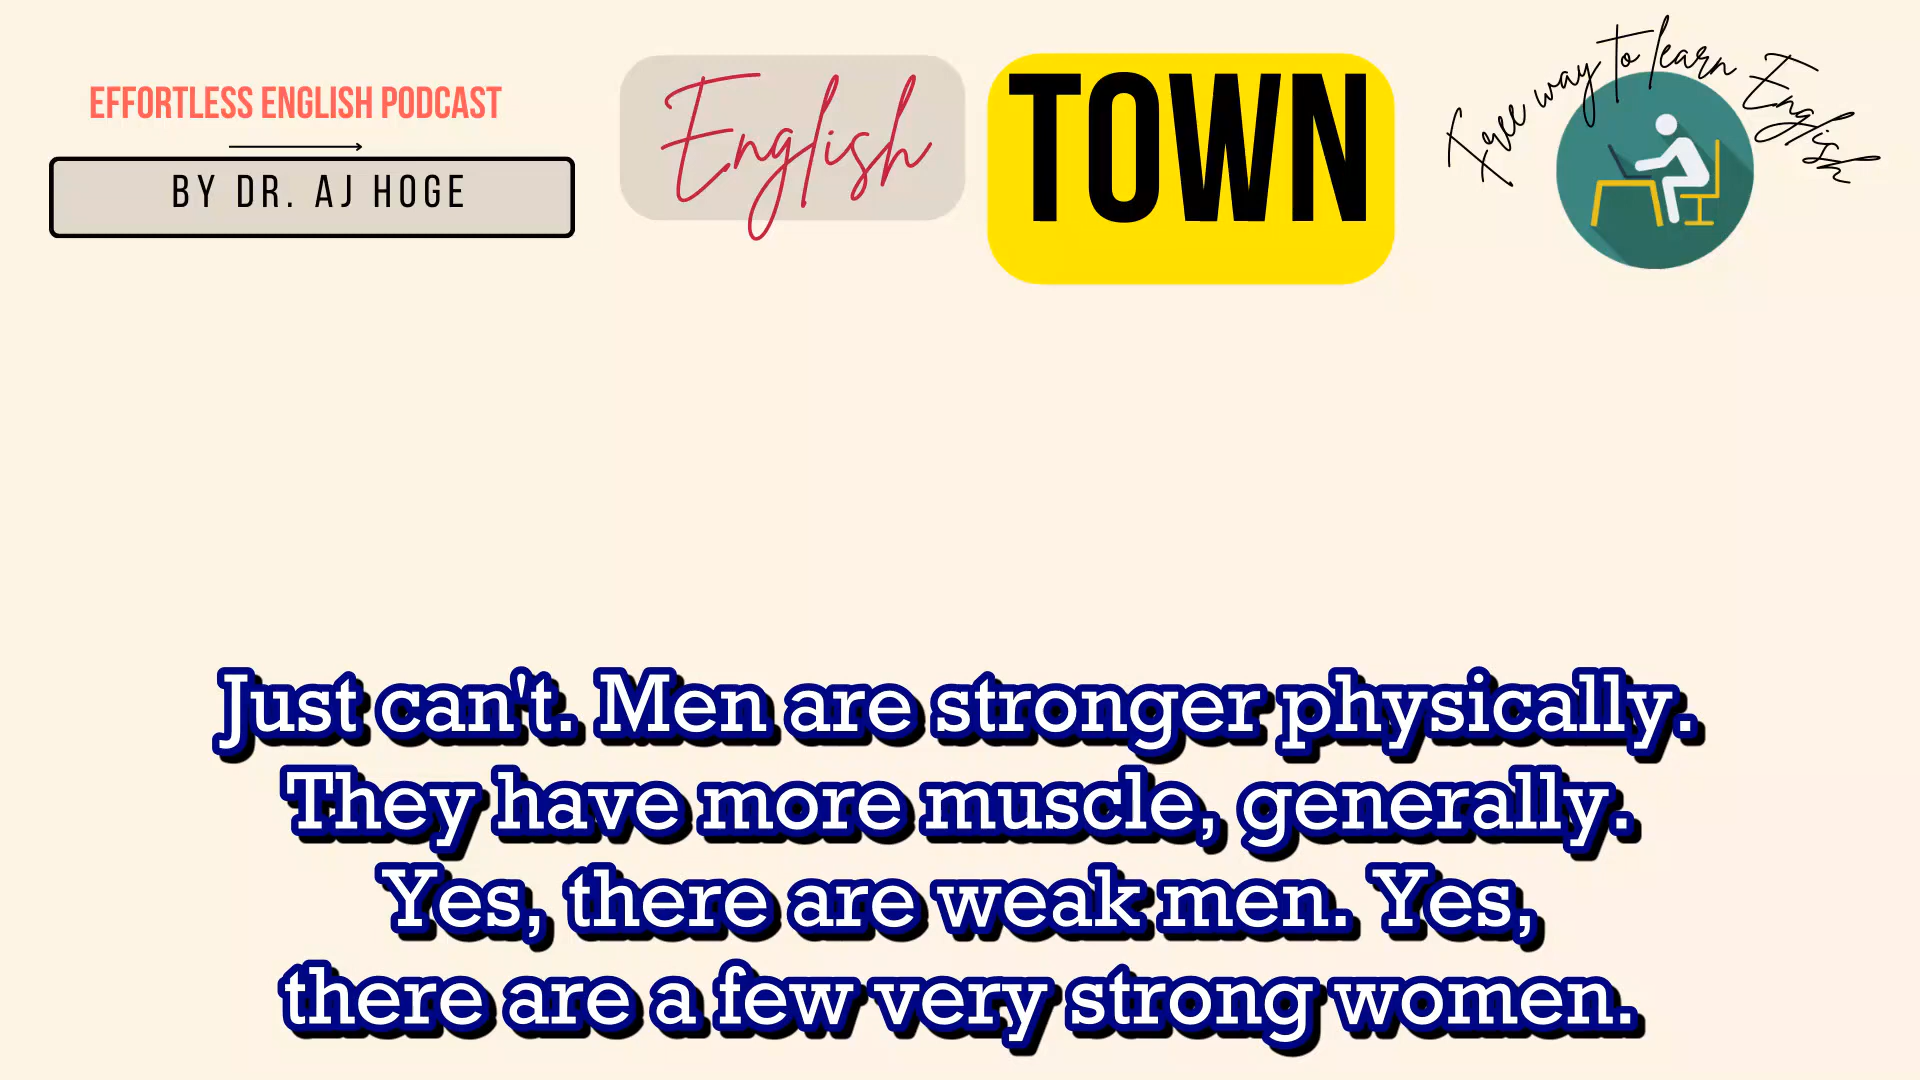 EFFORTLESS ENGLISH PODCAST
BY DR. AJ HOGE
English
TOWN
Free way to learn English
Just can't. Men are stronger physically.
They have more muscle, generally.
Yes, there are weak men. Yes,
there are a few very strong women.